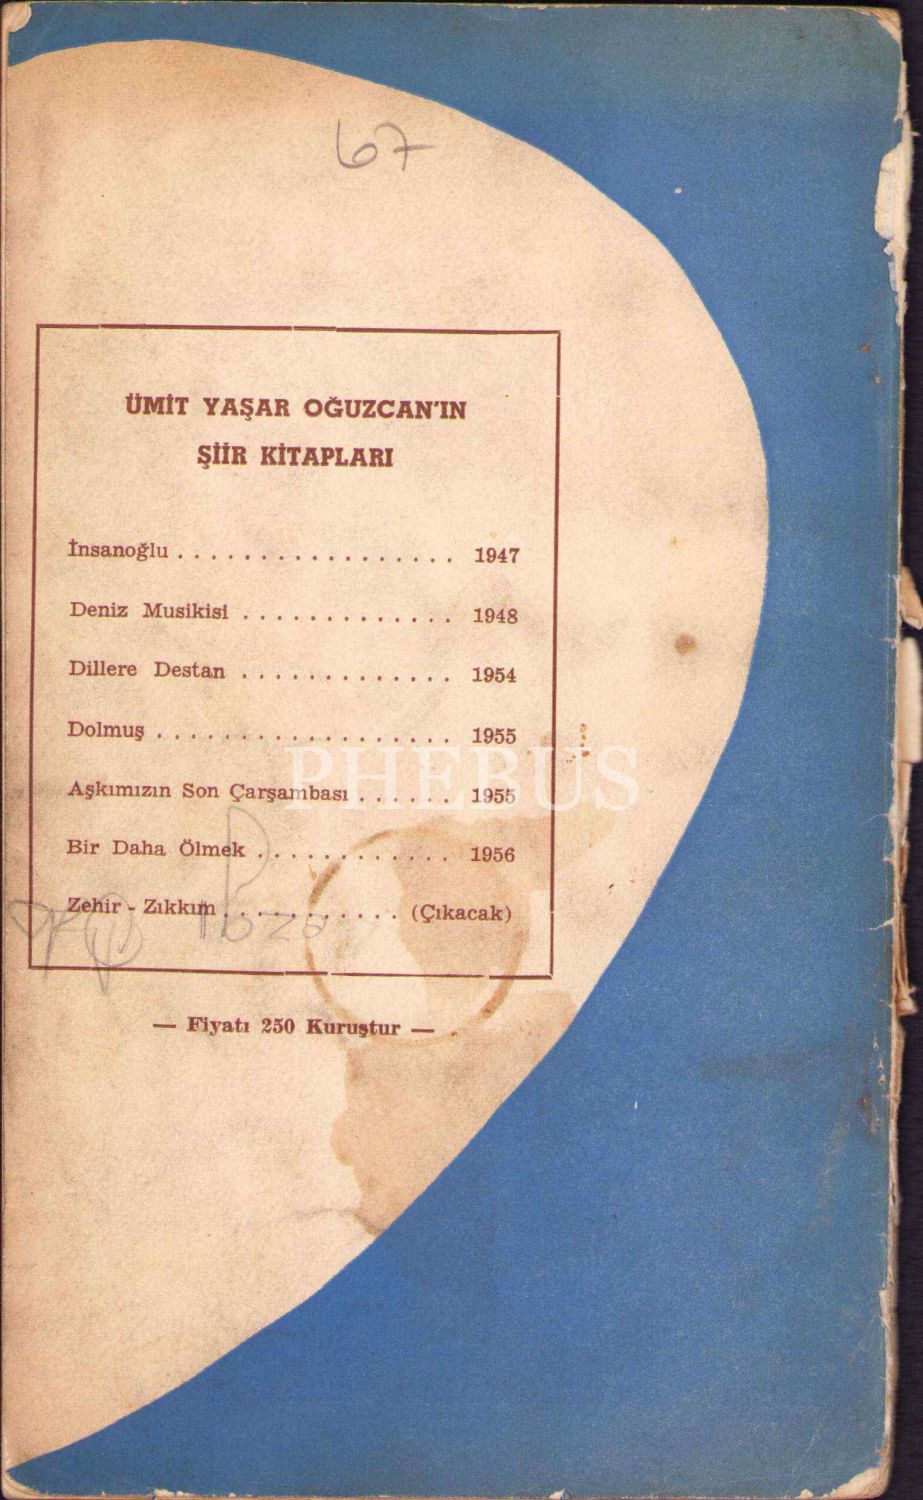 67
ÜMİT YAŞAR OĞUZCAN'IN
ŞİİR KİTAPLARI
İnsanoğlu . . . . . . . . . . . . . . . . . 1947
Deniz Musikisi . . . . . . . . . . . . . 1948
Dillere Destan . . . . . . . . . . . . . 1954
Dolmuş . . . . . . . . . . . . . . . . . . 1955
Aşkımızın Son Çarşambası . . . . . . 1955
PHEBUS
Bir Daha Ölmek . . . . . . . . . . . . 1956
Zehir - Zıkkım . . . . . . . . . . . (Çıkacak)
— Fiyatı 250 Kuruştur —